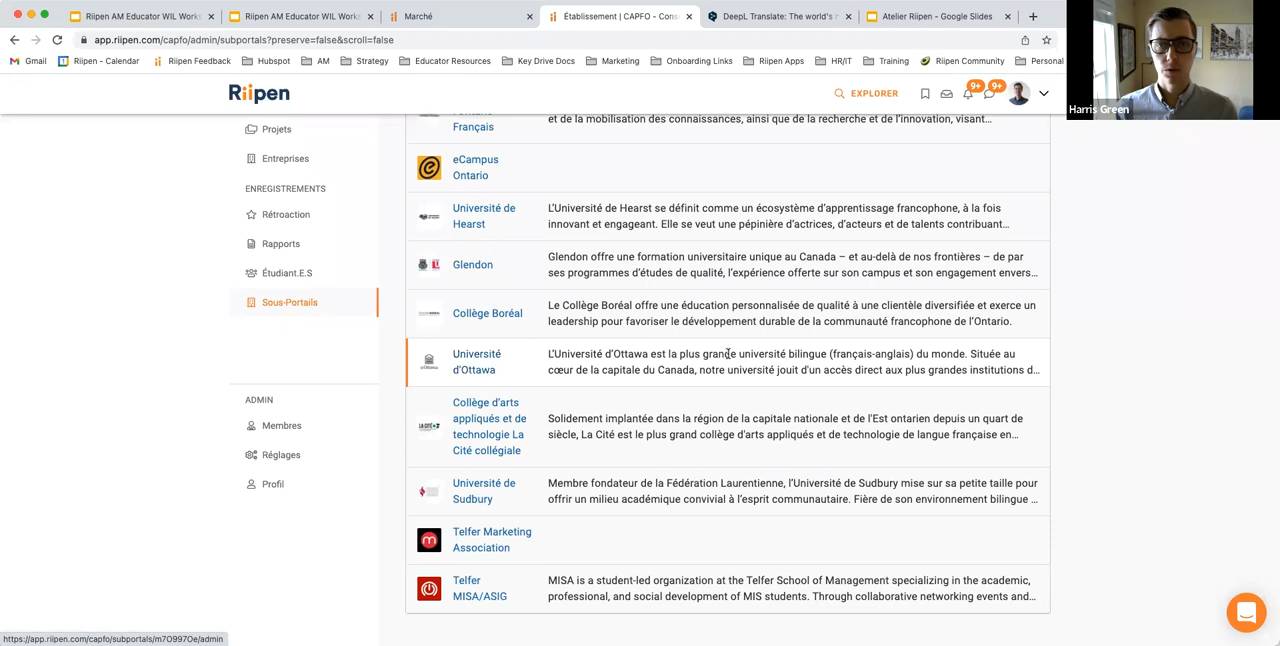 Riipen AM Educator WIL Works
Riipen AM Educator WIL Works
Marché
Établissement | CAPFO - Cons
DeepL Translate: The world's r
Atelier Riipen - Google Slides
app.riipen.com/capfo/admin/subportals?preserve=false&scroll=false
Gmail
Riipen - Calendar
Riipen Feedback
Hubspot
AM
Strategy
Educator Resources
Key Drive Docs
Marketing
Onboarding Links
Riipen Apps
HR/IT
Training
Riipen Community
Personal
Harris Green
Riipen
EXPLORER
9+
9+
Projets
Entreprises
ENREGISTREMENTS
Rétroaction
Rapports
Étudiant.E.S
Sous-Portails
ADMIN
Membres
Réglages
Profil
Français
et de la mobilisation des connaissances, ainsi que de la recherche et de l'innovation, visant…
eCampus
Ontario
Université de
Hearst
L'Université de Hearst se définit comme un écosystème d'apprentissage francophone, à la fois
innovant et engageant. Elle se veut une pépinière d'actrices, d'acteurs et de talents contribuant…
Glendon
Glendon offre une formation universitaire unique au Canada – et au-delà de nos frontières – de par
ses programmes d'études de qualité, l'expérience offerte sur son campus et son engagement envers…
Collège Boréal
Le Collège Boréal offre une éducation personnalisée de qualité à une clientèle diversifiée et exerce un
leadership pour favoriser le développement durable de la communauté francophone de l'Ontario.
uOttawa
Université
d'Ottawa
L'Université d'Ottawa est la plus grande université bilingue (français-anglais) du monde. Située au
cœur de la capitale du Canada, notre université jouit d'un accès direct aux plus grandes institutions d…
LA CITÉ
Collège d'arts
appliqués et de
technologie La
Cité collégiale
Solidement implantée dans la région de la capitale nationale et de l'Est ontarien depuis un quart de
siècle, La Cité est le plus grand collège d'arts appliqués et de technologie de langue française en…
Université de
Sudbury
Membre fondateur de la Fédération Laurentienne, l'Université de Sudbury mise sur sa petite taille pour
offrir un milieu académique convivial à l'esprit communautaire. Fière de son environnement bilingue …
Telfer Marketing
Association
Telfer
MISA/ASIG
MISA is a student-led organization at the Telfer School of Management specializing in the academic,
professional, and social development of MIS students. Through collaborative networking events and…
https://app.riipen.com/capfo/subportals/m7O997Oe/admin